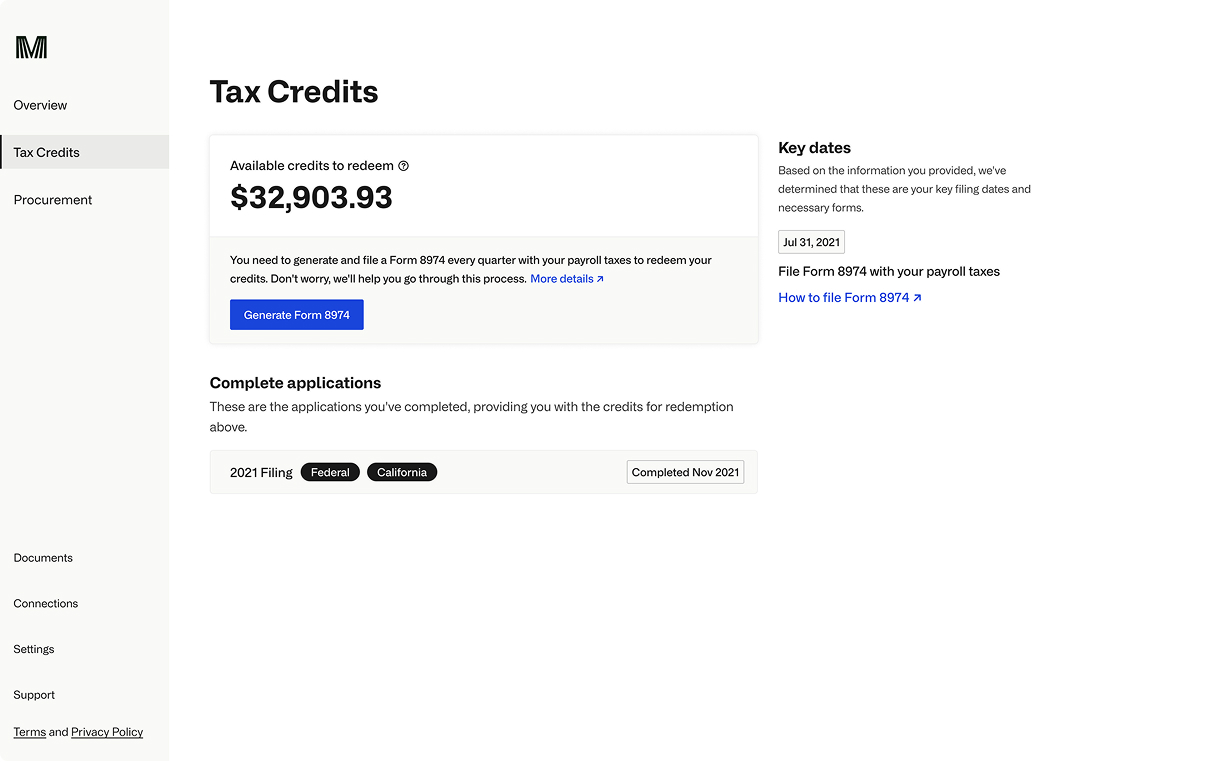 M
Overview
Tax Credits
Procurement
Documents
Connections
Settings
Support
Terms and Privacy Policy
Tax Credits
Available credits to redeem ?
$32,903.93
You need to generate and file a Form 8974 every quarter with your payroll taxes to redeem your
credits. Don't worry, we'll help you go through this process. More details ↗
Generate Form 8974
Complete applications
These are the applications you've completed, providing you with the credits for redemption
above.
2021 Filing Federal California Completed Nov 2021
Key dates
Based on the information you provided, we've
determined that these are your key filing dates and
necessary forms.
Jul 31, 2021
File Form 8974 with your payroll taxes
How to file Form 8974 ↗